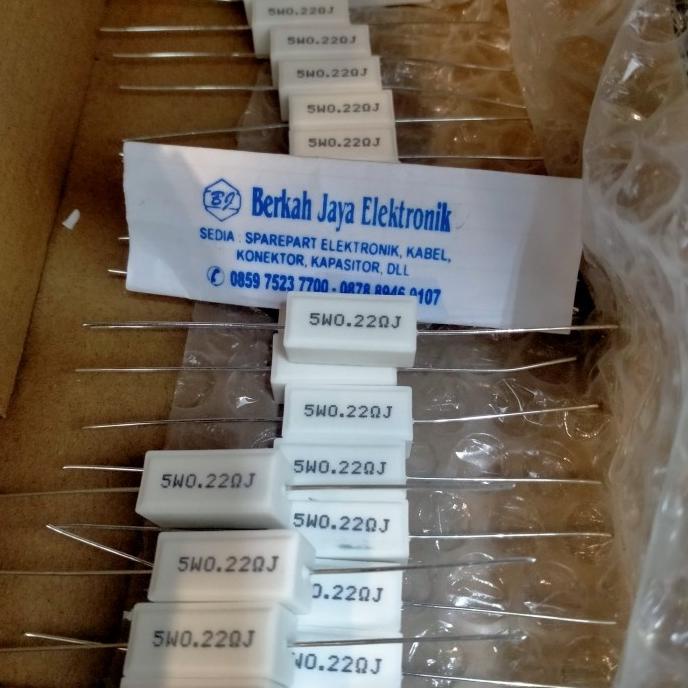 5W0.22ΩJ
5W0.22ΩJ
5W0.22ΩJ
5W0.22ΩJ
5W0.22ΩJ
BJ Berkah Jaya Elektronik
SEDIA : SPAREPART ELEKTRONIK, KABEL,
KONEKTOR, KAPASITOR, DLL
0859 7523 7700 - 0878 8946 9107
5W0.22ΩJ
5W0.22ΩJ
5W0.22ΩJ
5W0.22ΩJ
5W0.22ΩJ
5W0.22ΩJ
0.22ΩJ
5W0.22ΩJ
W0.22ΩJ